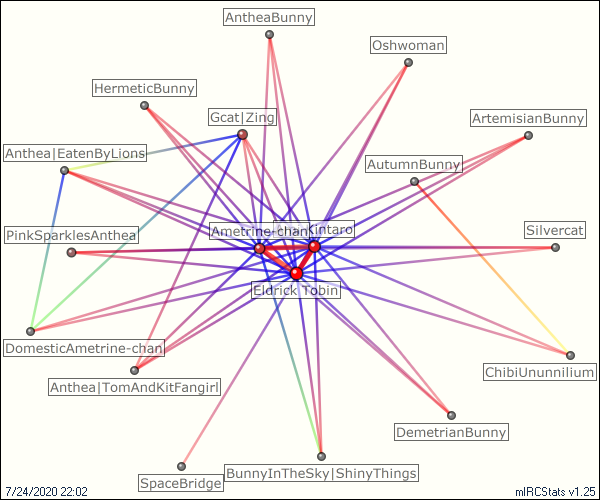 AntheaBunny
Oshwoman
HermeticBunny
Gcat|Zing
ArtemisianBunny
Anthea|EatenByLions
AutumnBunny
Ametrine-chan
Kintaro
Silvercat
PinkSparklesAnthea
Eldrick Tobin
DomesticAmetrine-chan
ChibiUnunnilium
Anthea|TomAndKitFangirl
DemetrianBunny
SpaceBridge
BunnyInTheSky|ShinyThings
7/24/2020 22:02
mIRCStats v1.25